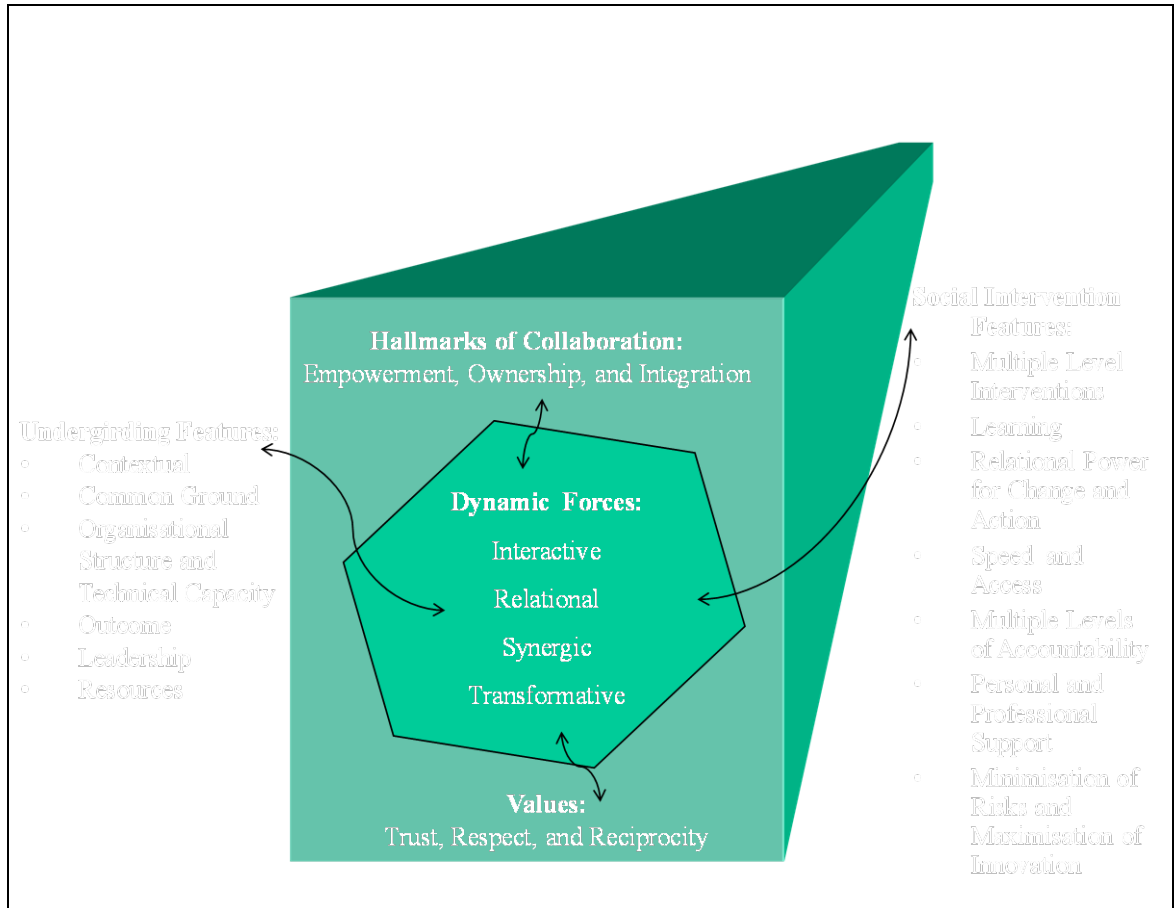 Hallmarks of Collaboration:
Empowerment, Ownership, and Integration
Undergirding Features:
• Contextual
• Common Ground
• Organisational
Structure and
Technical Capacity
• Outcome
• Leadership
• Resources
Dynamic Forces:
Interactive
Relational
Synergic
Transformative
Values:
Trust, Respect, and Reciprocity
Social Intervention
Features:
• Multiple Level
Interventions
• Learning
• Relational Power
for Change and
Action
• Speed and
Access
• Multiple Levels
of Accountability
• Personal and
Professional
Support
• Minimisation of
Risks and
Maximisation of
Innovation